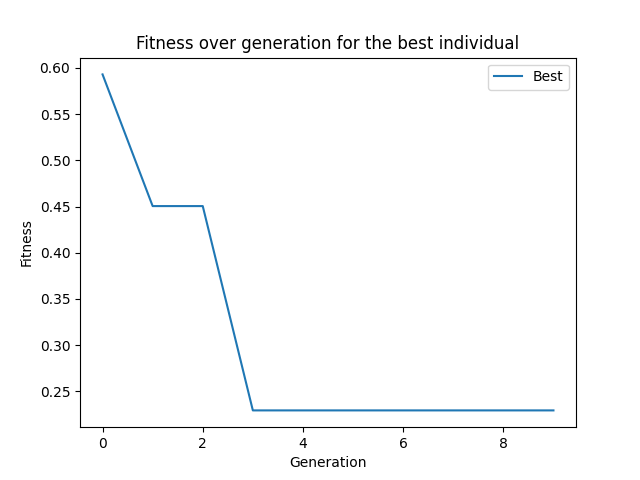 Fitness over generation for the best individual
Best
0.60
0.55
0.50
0.45
0.40
0.35
0.30
0.25
Fitness
0 2 4 6 8
Generation